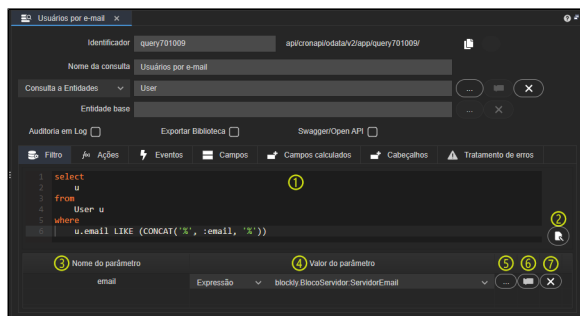 Usuários por e-mail ×
Identificador query701009 api/cronapi/odata/v2/app/query701009/
Nome da consulta Usuários por e-mail
Consulta a Entidades User ... ×
Entidade base ... ×
Auditoria em Log Exportar Biblioteca Swagger/Open API
Filtro f(x) Ações Eventos Campos Campos calculados Cabeçalhos Tratamento de erros
1 select ①
2 u
3 from
4 User u
5 where ②
6 u.email LIKE (CONCAT('%', :email, '%'))
③ Nome do parâmetro ④ Valor do parâmetro ⑤ ⑥ ⑦
email Expressão blockly.BlocoServidor:ServidorEmail ... ×